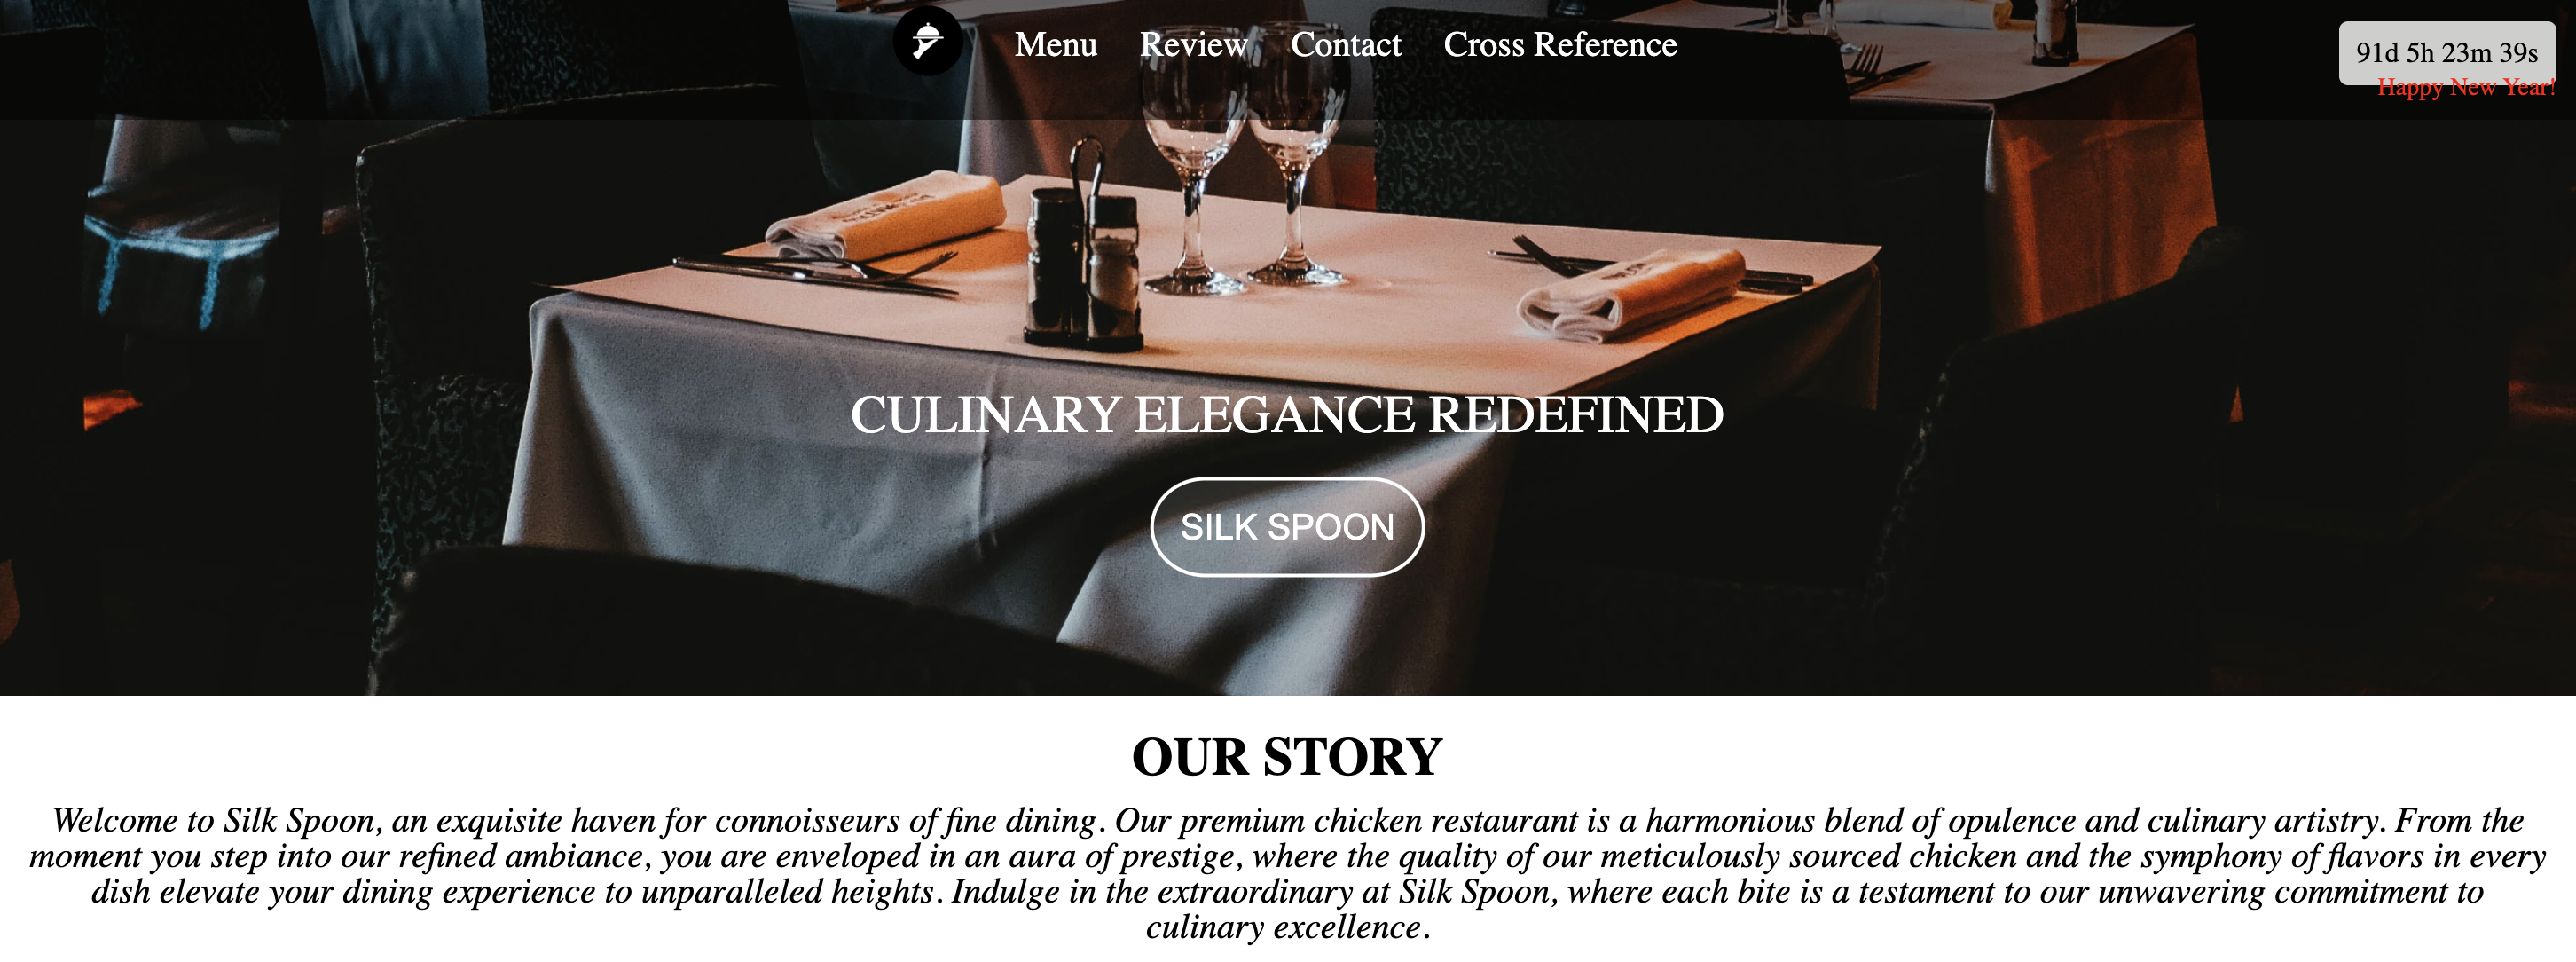 Menu Review Contact Cross Reference
91d 5h 23m 39s
Happy New Year!
CULINARY ELEGANCE REDEFINED
SILK SPOON
OUR STORY
Welcome to Silk Spoon, an exquisite haven for connoisseurs of fine dining. Our premium chicken restaurant is a harmonious blend of opulence and culinary artistry. From the
moment you step into our refined ambiance, you are enveloped in an aura of prestige, where the quality of our meticulously sourced chicken and the symphony of flavors in every
dish elevate your dining experience to unparalleled heights. Indulge in the extraordinary at Silk Spoon, where each bite is a testament to our unwavering commitment to
culinary excellence.